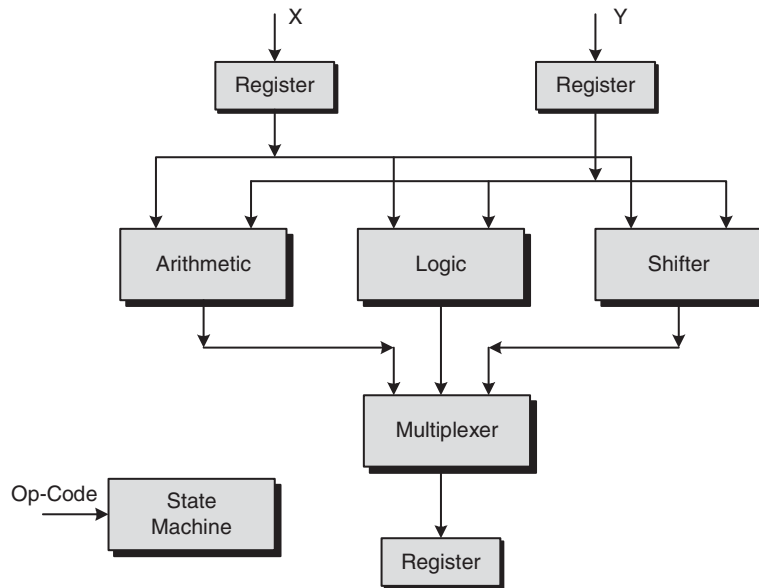 X
Y
Register
Register
Arithmetic
Logic
Shifter
Multiplexer
Op-Code
State
Machine
Register